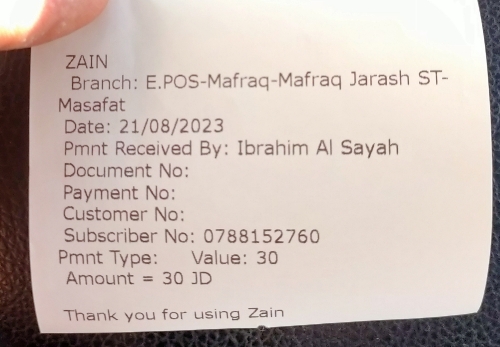 ZAIN
Branch: E.POS-Mafraq-Mafraq Jarash ST-
Masafat
Date: 21/08/2023
Pmnt Received By: Ibrahim Al Sayah
Document No:
Payment No:
Customer No:
Subscriber No: 0788152760
Pmnt Type: Value: 30
Amount = 30 JD
Thank you for using Zain